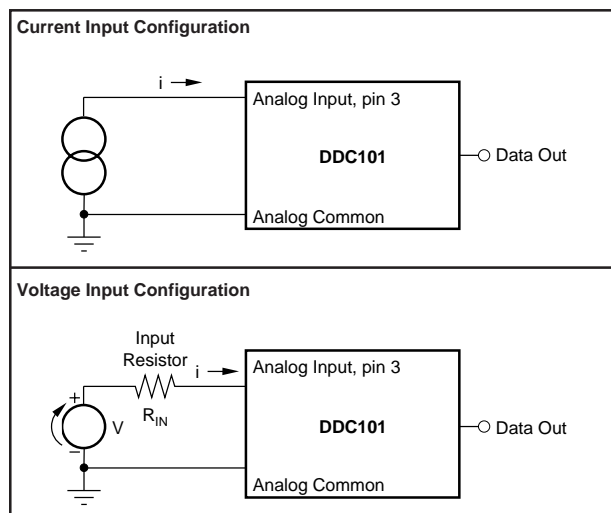 Current Input Configuration
i
Analog Input, pin 3
DDC101
Data Out
Analog Common
Voltage Input Configuration
Input
Resistor
i
Analog Input, pin 3
+
V
R_IN
DDC101
Data Out
–
Analog Common